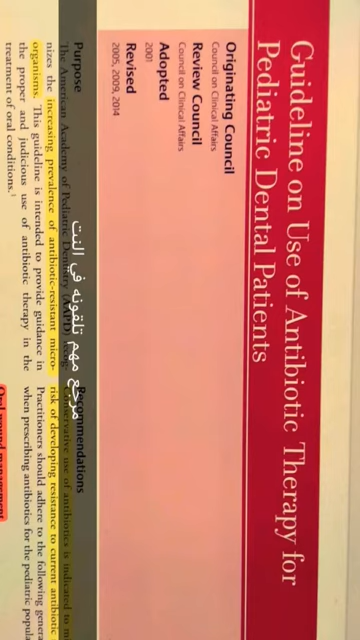 Guideline on Use of Antibiotic Therapy for
Pediatric Dental Patients
Originating Council
Council on Clinical Affairs
Review Council
Council on Clinical Affairs
Adopted
2001
Revised
2005, 2009, 2014
مرجع مهم تلقونه في النت
Purpose
The American Academy of Pediatric Dentistry (AAPD) recog-
nizes the increasing prevalence of antibiotic-resistant micro-
organisms. This guideline is intended to provide guidance in
the proper and judicious use of antibiotic therapy in the
treatment of oral conditions.1
Recommendations
Conservative use of antibiotics is indicated to
risk of developing resistance to current antibiotic
Practitioners should adhere to the following
when prescribing antibiotics for the pediatric
Oral wound management